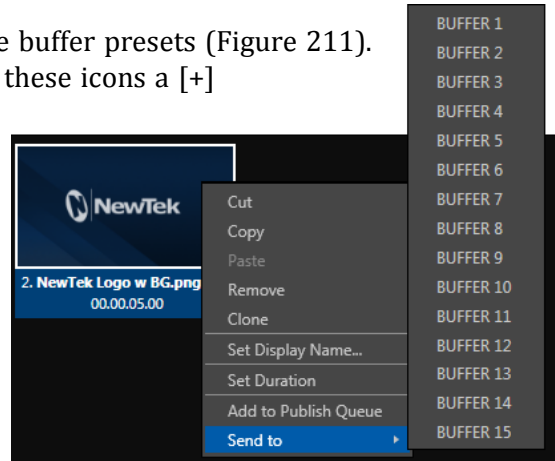 e buffer presets (Figure 211).
these icons a [+]
NewTek
2. NewTek Logo w BG.png
00.00.05.00
Cut
Copy
Paste
Remove
Clone
Set Display Name...
Set Duration
Add to Publish Queue
Send to
BUFFER 1
BUFFER 2
BUFFER 3
BUFFER 4
BUFFER 5
BUFFER 6
BUFFER 7
BUFFER 8
BUFFER 9
BUFFER 10
BUFFER 11
BUFFER 12
BUFFER 13
BUFFER 14
BUFFER 15